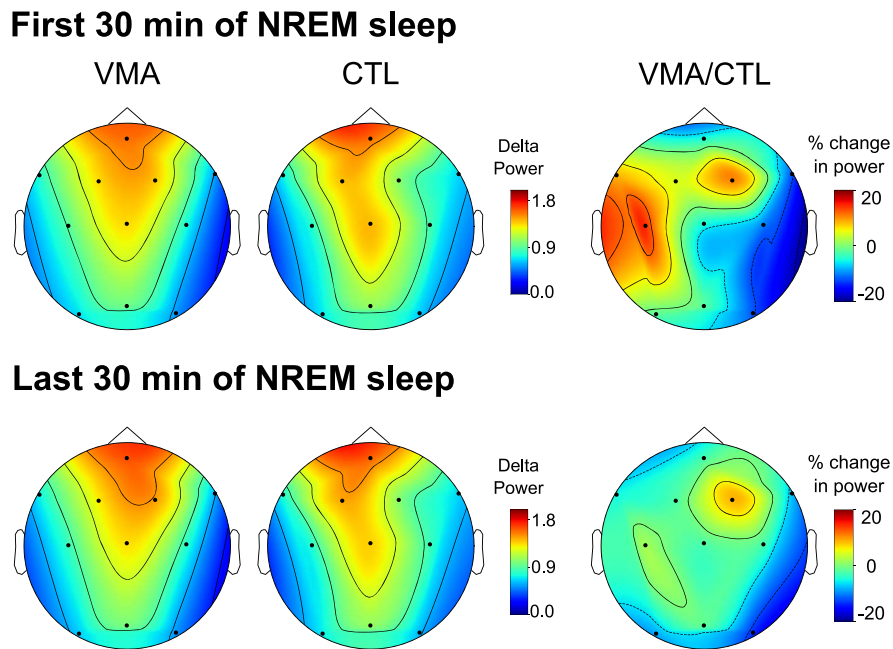 First 30 min of NREM sleep
VMA CTL VMA/CTL
Delta
Power
1.8
0.9
0.0
% change
in power
20
0
-20
Last 30 min of NREM sleep
Delta
Power
1.8
0.9
0.0
% change
in power
20
0
-20